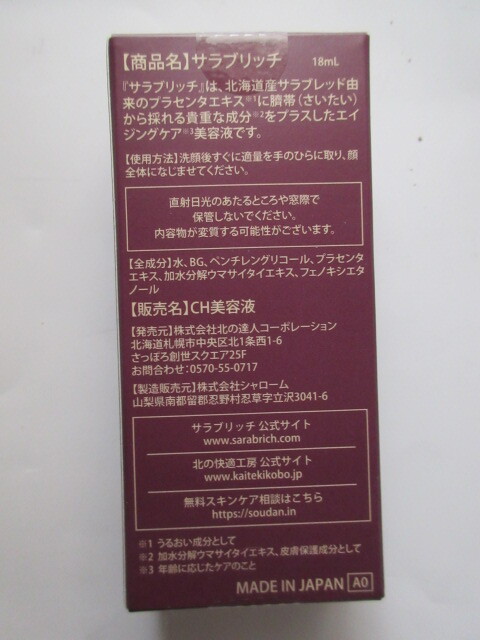 【商品名】サラブリッチ 18mL
『サラブリッチ』は、北海道産サラブレッド由
来のプラセンタエキス※1に臍帯（さいたい）
から採れる貴重な成分※2をプラスしたエイ
ジングケア※3美容液です。
【使用方法】洗顔後すぐに適量を手のひらに取り、顔
全体になじませてください。
直射日光のあたるところや窓際で
保管しないでください。
内容物が変質する可能性がございます。
【全成分】水、BG、ペンチレングリコール、プラセンタ
エキス、加水分解ウマサイタイエキス、フェノキシエタ
ノール
【販売名】CH美容液
【発売元】株式会社北の達人コーポレーション
北海道札幌市中央区北1条西1-6
さっぽろ創世スクエア25F
お問合わせ：0570-55-0717
【製造販売元】株式会社シャローム
山梨県南都留郡忍野村忍草字立沢3041-6
サラブリッチ 公式サイト
www.sarabrich.com
北の快適工房 公式サイト
www.kaitekikobo.jp
無料スキンケア相談はこちら
https://soudan.in
※1 うるおい成分として
※2 加水分解ウマサイタイエキス、皮膚保護成分として
※3 年齢に応じたケアのこと
MADE IN JAPAN A0